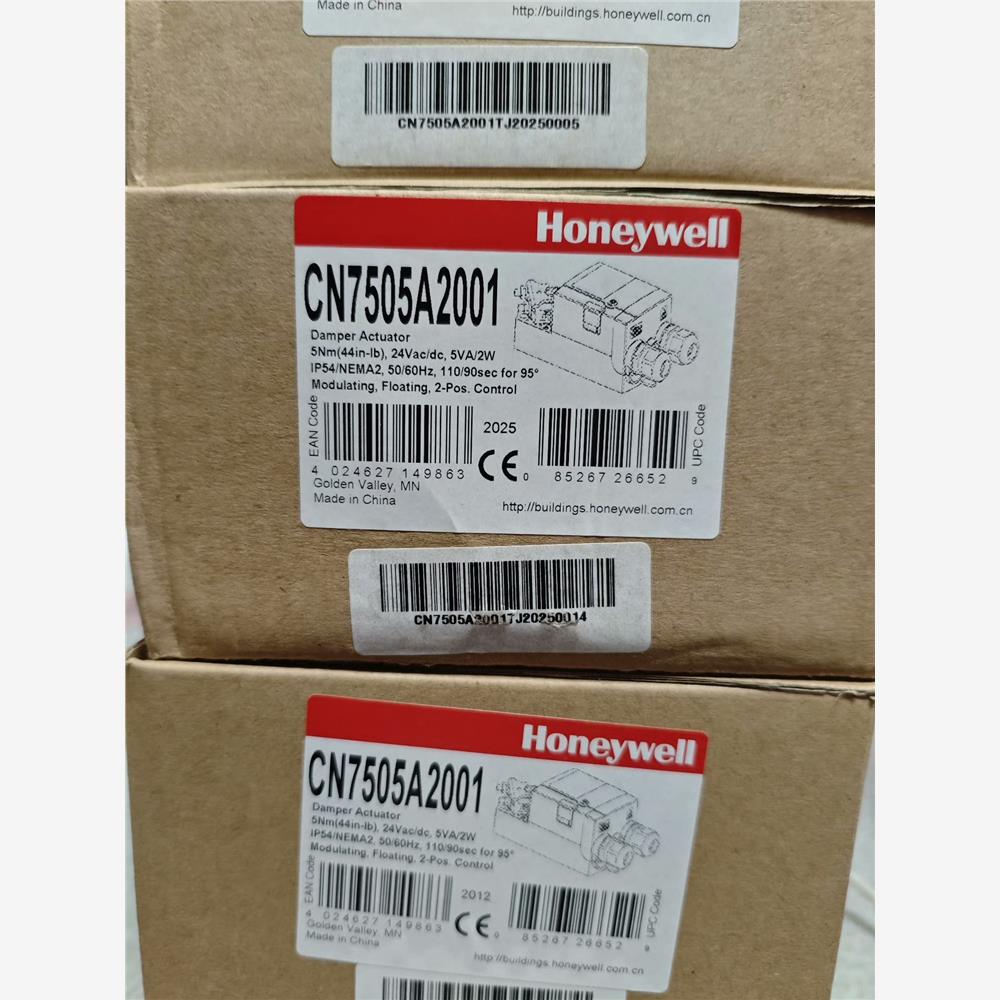 Made in China
http://buildings.honeywell.com.cn
CN7505A2001TJ20250005
Honeywell
CN7505A2001
Damper Actuator
5Nm(44in-lb), 24Vac/dc, 5VA/2W
IP54/NEMA2, 50/60Hz, 110/90sec for 95°
Modulating, Floating, 2-Pos. Control
EAN Code
2025
UPC Code
4 024627 149863
CE
0 85267 26652 9
Golden Valley, MN
Made in China
http://buildings.honeywell.com.cn
CN7505A2001TJ20250014
Honeywell
CN7505A2001
Damper Actuator
5Nm(44in-lb), 24Vac/dc, 5VA/2W
IP54/NEMA2, 50/60Hz, 110/90sec for 95°
Modulating, Floating, 2-Pos. Control
EAN Code
2012
UPC Code
4 024627 149863
CE
0 85267 26652 9
Golden Valley, MN
Made in China
http://buildings.honeywell.com.cn